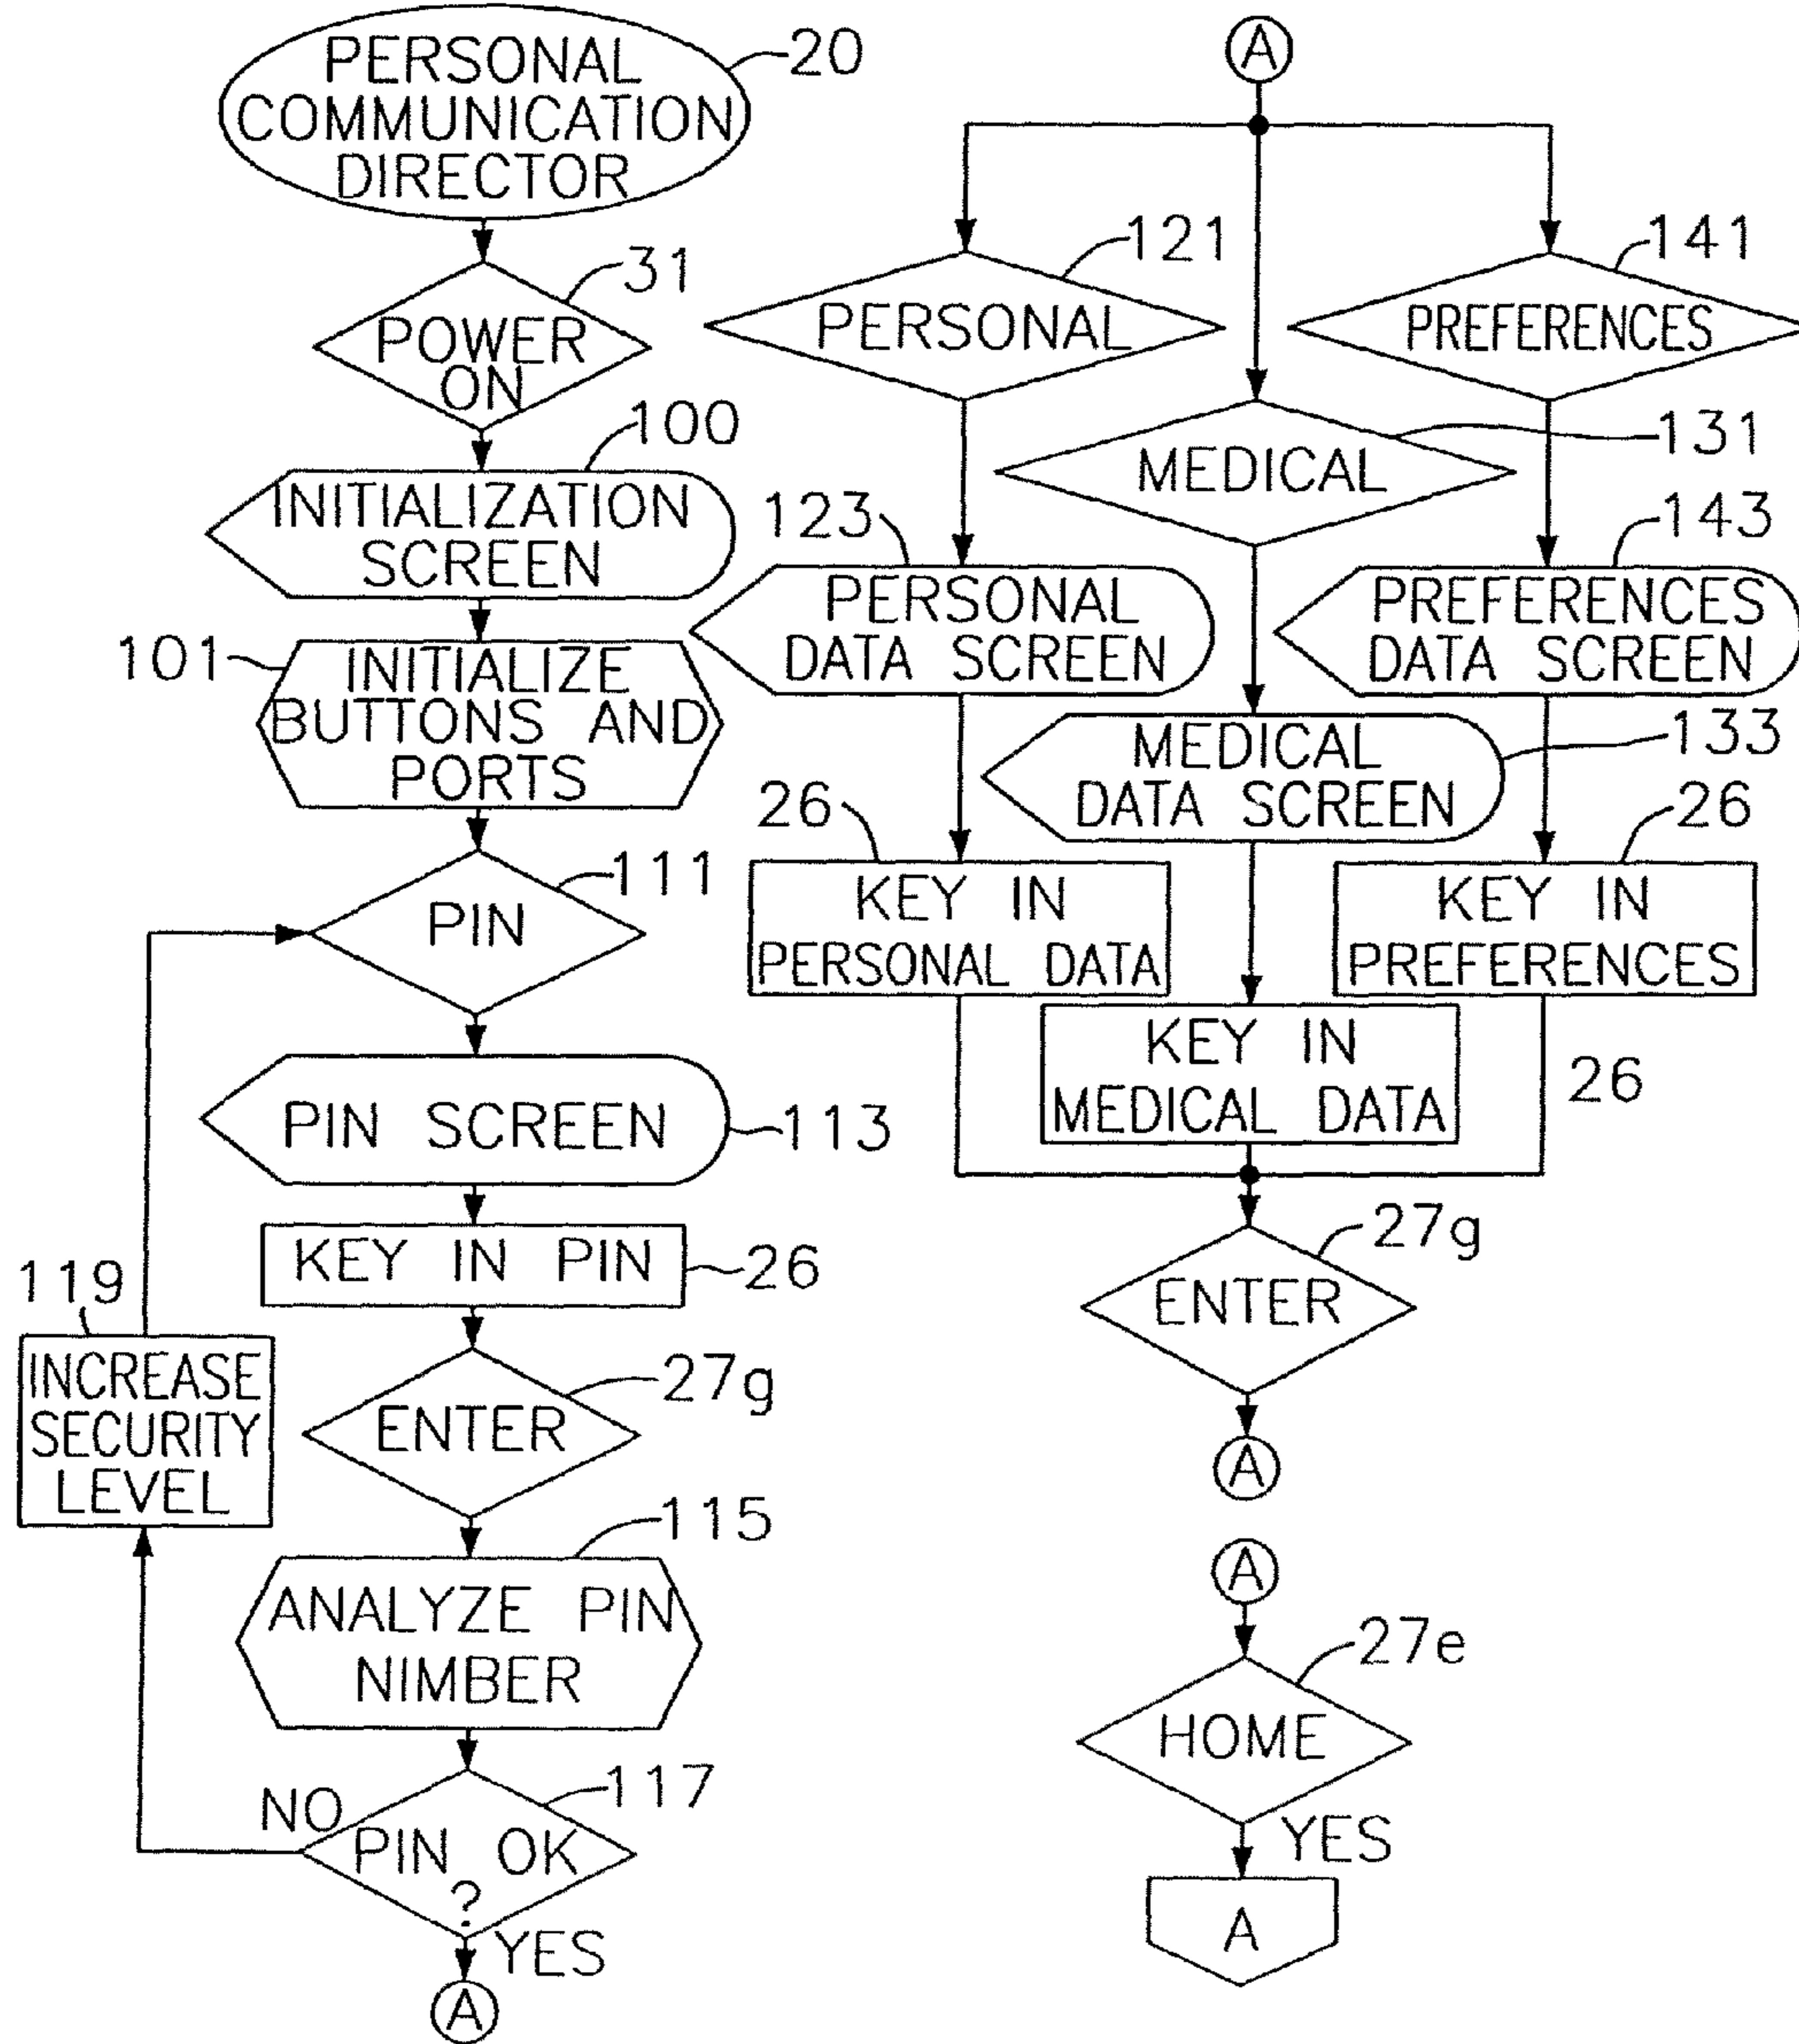 PERSONAL
COMMUNICATION
DIRECTOR
20
31
POWER
ON
100
INITIALIZATION
SCREEN
101
INITIALIZE
BUTTONS AND
PORTS
111
PIN
PIN SCREEN
113
KEY IN PIN
26
119
INCREASE
SECURITY
LEVEL
27g
ENTER
115
ANALYZE PIN
NIMBER
117
NO
PIN OK
?
YES
A
A
121
PERSONAL
141
PREFERENCES
131
MEDICAL
123
PERSONAL
DATA SCREEN
143
PREFERENCES
DATA SCREEN
133
MEDICAL
DATA SCREEN
26
KEY IN
PERSONAL DATA
26
KEY IN
PREFERENCES
KEY IN
MEDICAL DATA
26
27g
ENTER
A
A
27e
HOME
YES
A